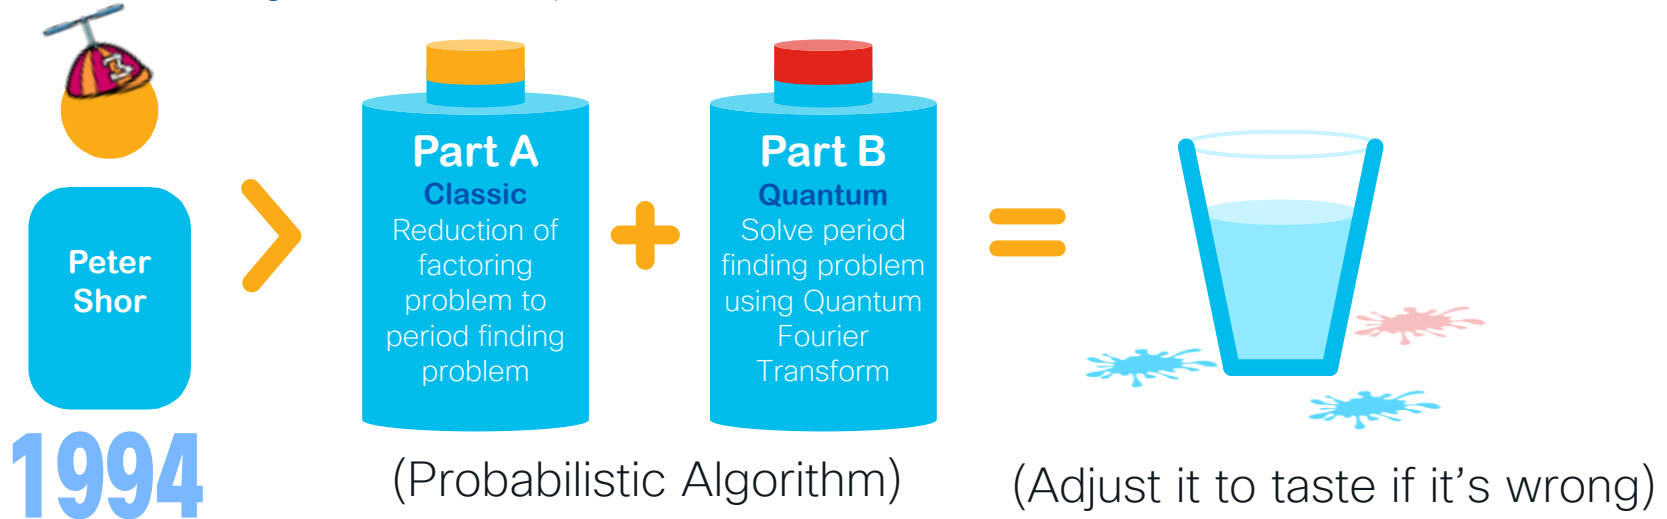 Peter
Shor
1994
Part A
Classic
Reduction of
factoring
problem to
period finding
problem
Part B
Quantum
Solve period
finding problem
using Quantum
Fourier
Transform
(Probabilistic Algorithm)
(Adjust it to taste if it's wrong)